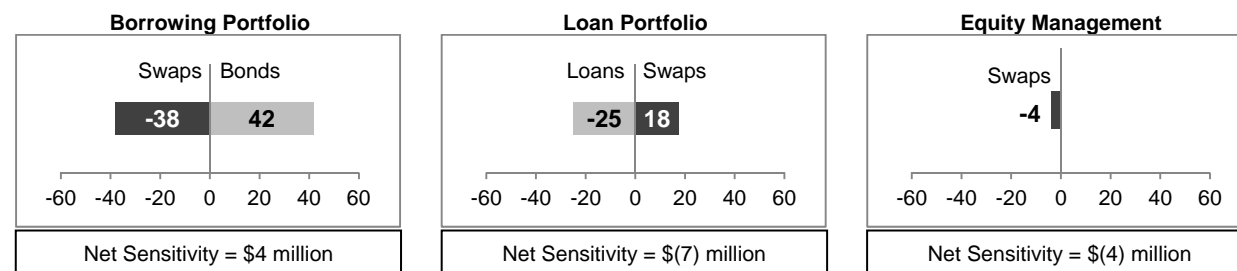 Borrowing Portfolio
Swaps Bonds
-38 42
-60 -40 -20 0 20 40 60
Net Sensitivity = $4 million
Loan Portfolio
Loans Swaps
-25 18
-60 -40 -20 0 20 40 60
Net Sensitivity = $(7) million
Equity Management
Swaps
-4
-60 -40 -20 0 20 40 60
Net Sensitivity = $(4) million